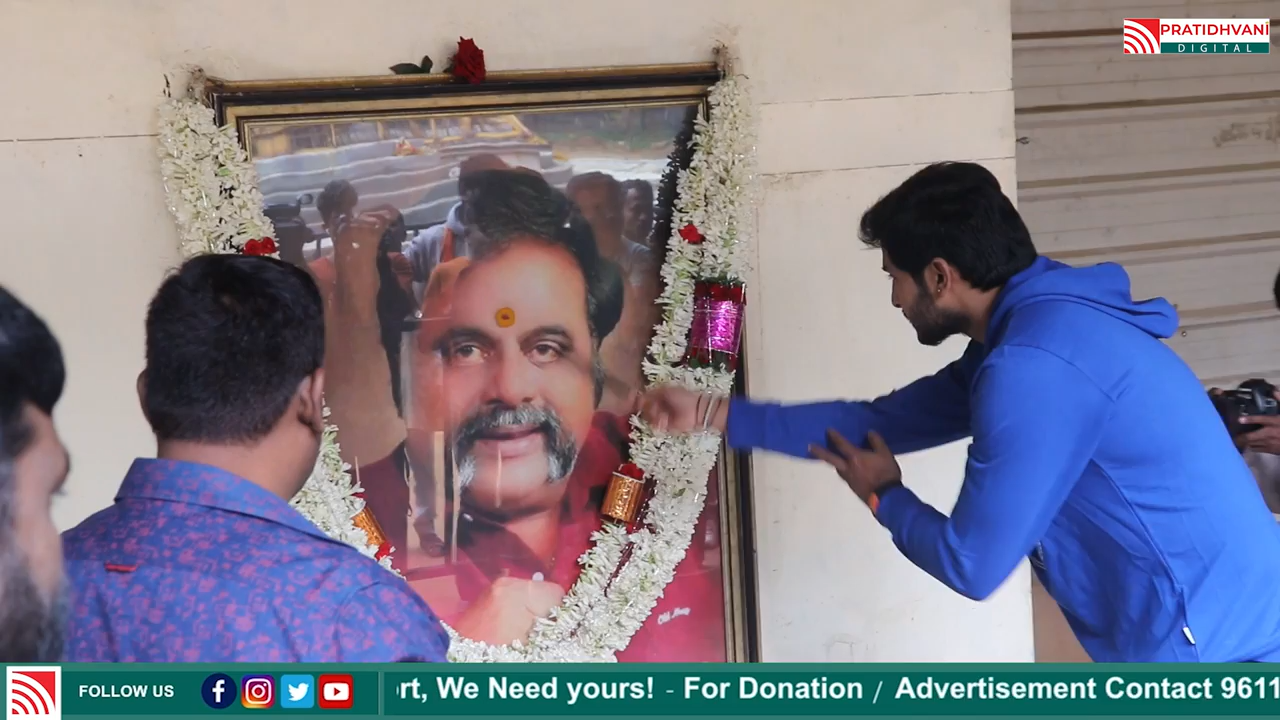 PRATIDHVANI
DIGITAL
FOLLOW US
rt, We Need yours! - For Donation / Advertisement Contact 9611